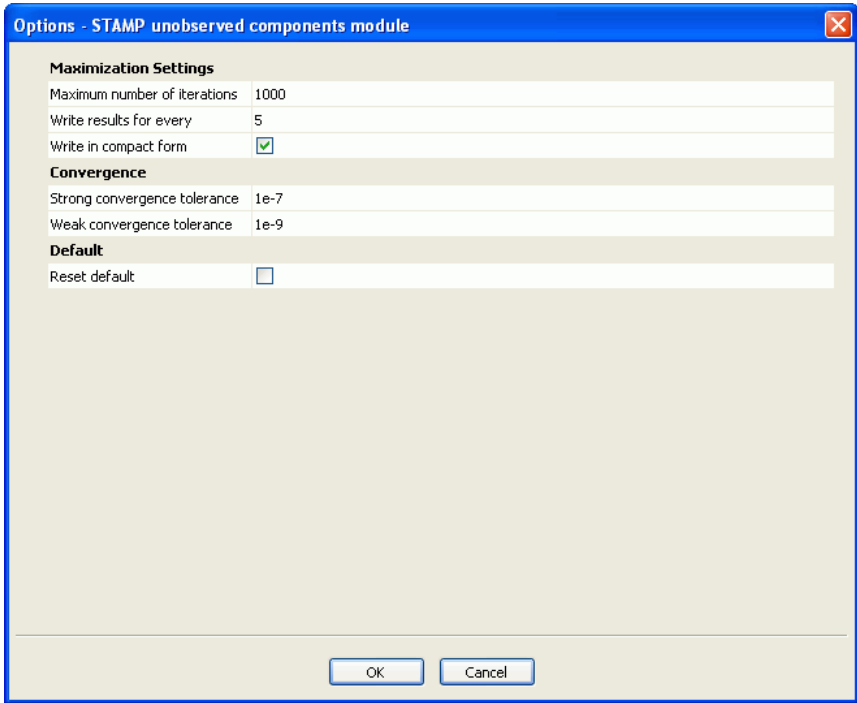 Options - STAMP unobserved components module
Maximization Settings
Maximum number of iterations 1000
Write results for every 5
Write in compact form
Convergence
Strong convergence tolerance 1e-7
Weak convergence tolerance 1e-9
Default
Reset default
OK Cancel